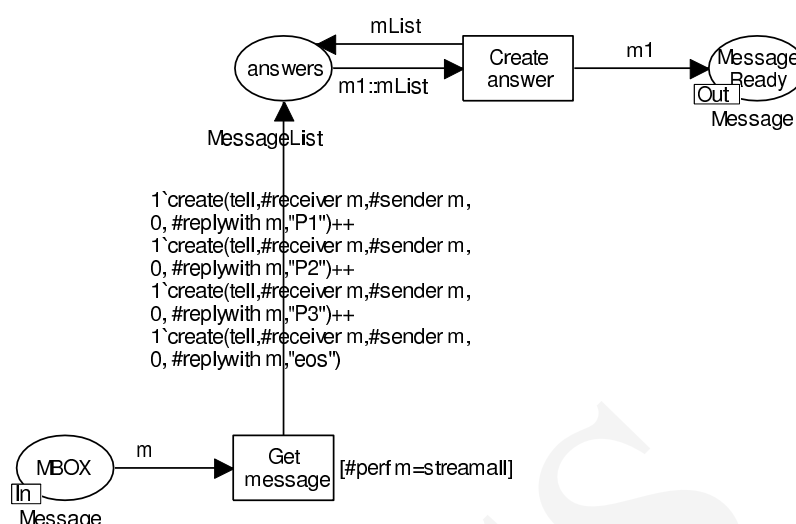 mList
answers
Create
answer
m1
Message
Ready
Out
Message
m1::mList
MessageList
1`create(tell,#receiver m,#sender m,
0, #replywith m,"P1")++
1`create(tell,#receiver m,#sender m,
0, #replywith m,"P2")++
1`create(tell,#receiver m,#sender m,
0, #replywith m,"P3")++
1`create(tell,#receiver m,#sender m,
0, #replywith m,"eos")
MBOX
In
Message
m
Get
message
[#perf m=streamall]
S